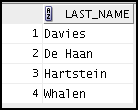 LAST_NAME
1 Davies
2 De Haan
3 Hartstein
4 Whalen